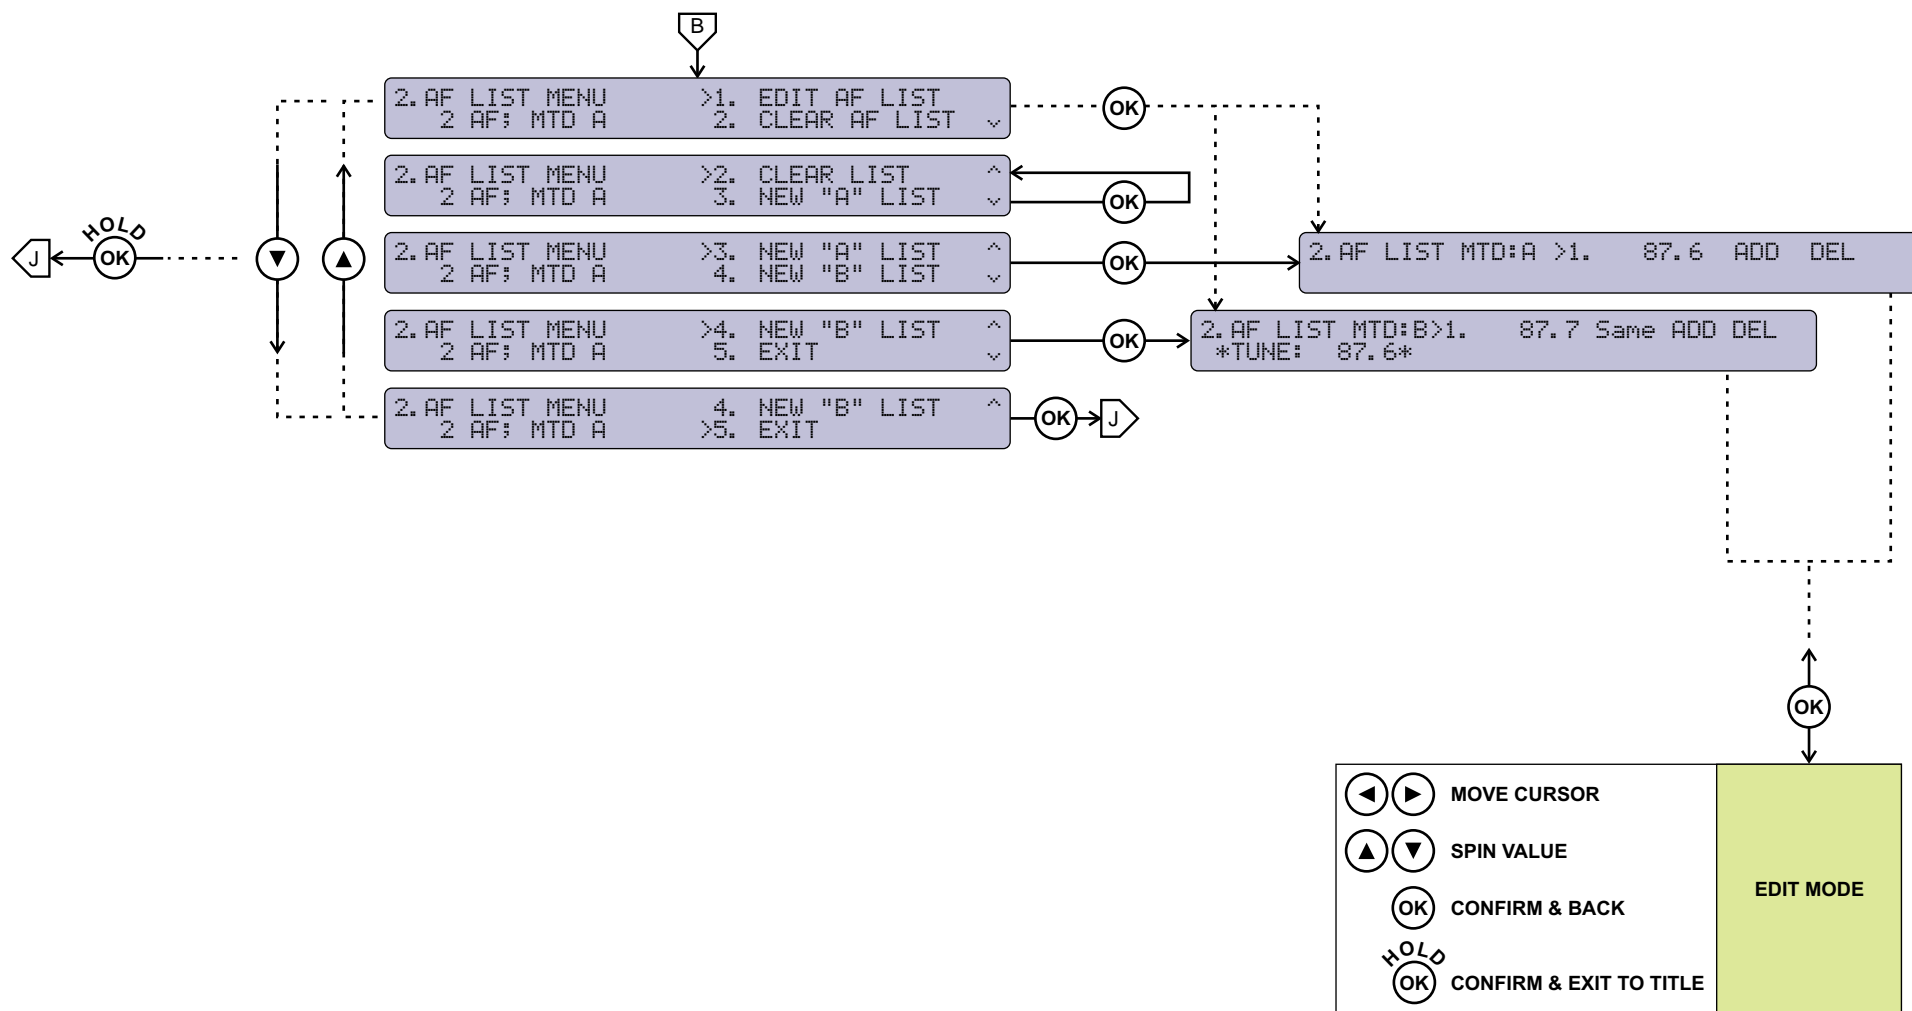 B
2.AF LIST MENU >1. EDIT AF LIST
2 AF; MTD A 2. CLEAR AF LIST
OK
2.AF LIST MENU >2. CLEAR LIST
2 AF; MTD A 3. NEW "A" LIST
OK
HOLD
J OK
2.AF LIST MENU >3. NEW "A" LIST
2 AF; MTD A 4. NEW "B" LIST
OK
2.AF LIST MTD:A >1. 87.6 ADD DEL
2.AF LIST MENU >4. NEW "B" LIST
2 AF; MTD A 5. EXIT
OK
2.AF LIST MTD:B>1. 87.7 Same ADD DEL
*TUNE: 87.6*
2.AF LIST MENU 4. NEW "B" LIST
2 AF; MTD A >5. EXIT
OK J
OK
MOVE CURSOR
SPIN VALUE
EDIT MODE
OK CONFIRM & BACK
HOLD
OK CONFIRM & EXIT TO TITLE